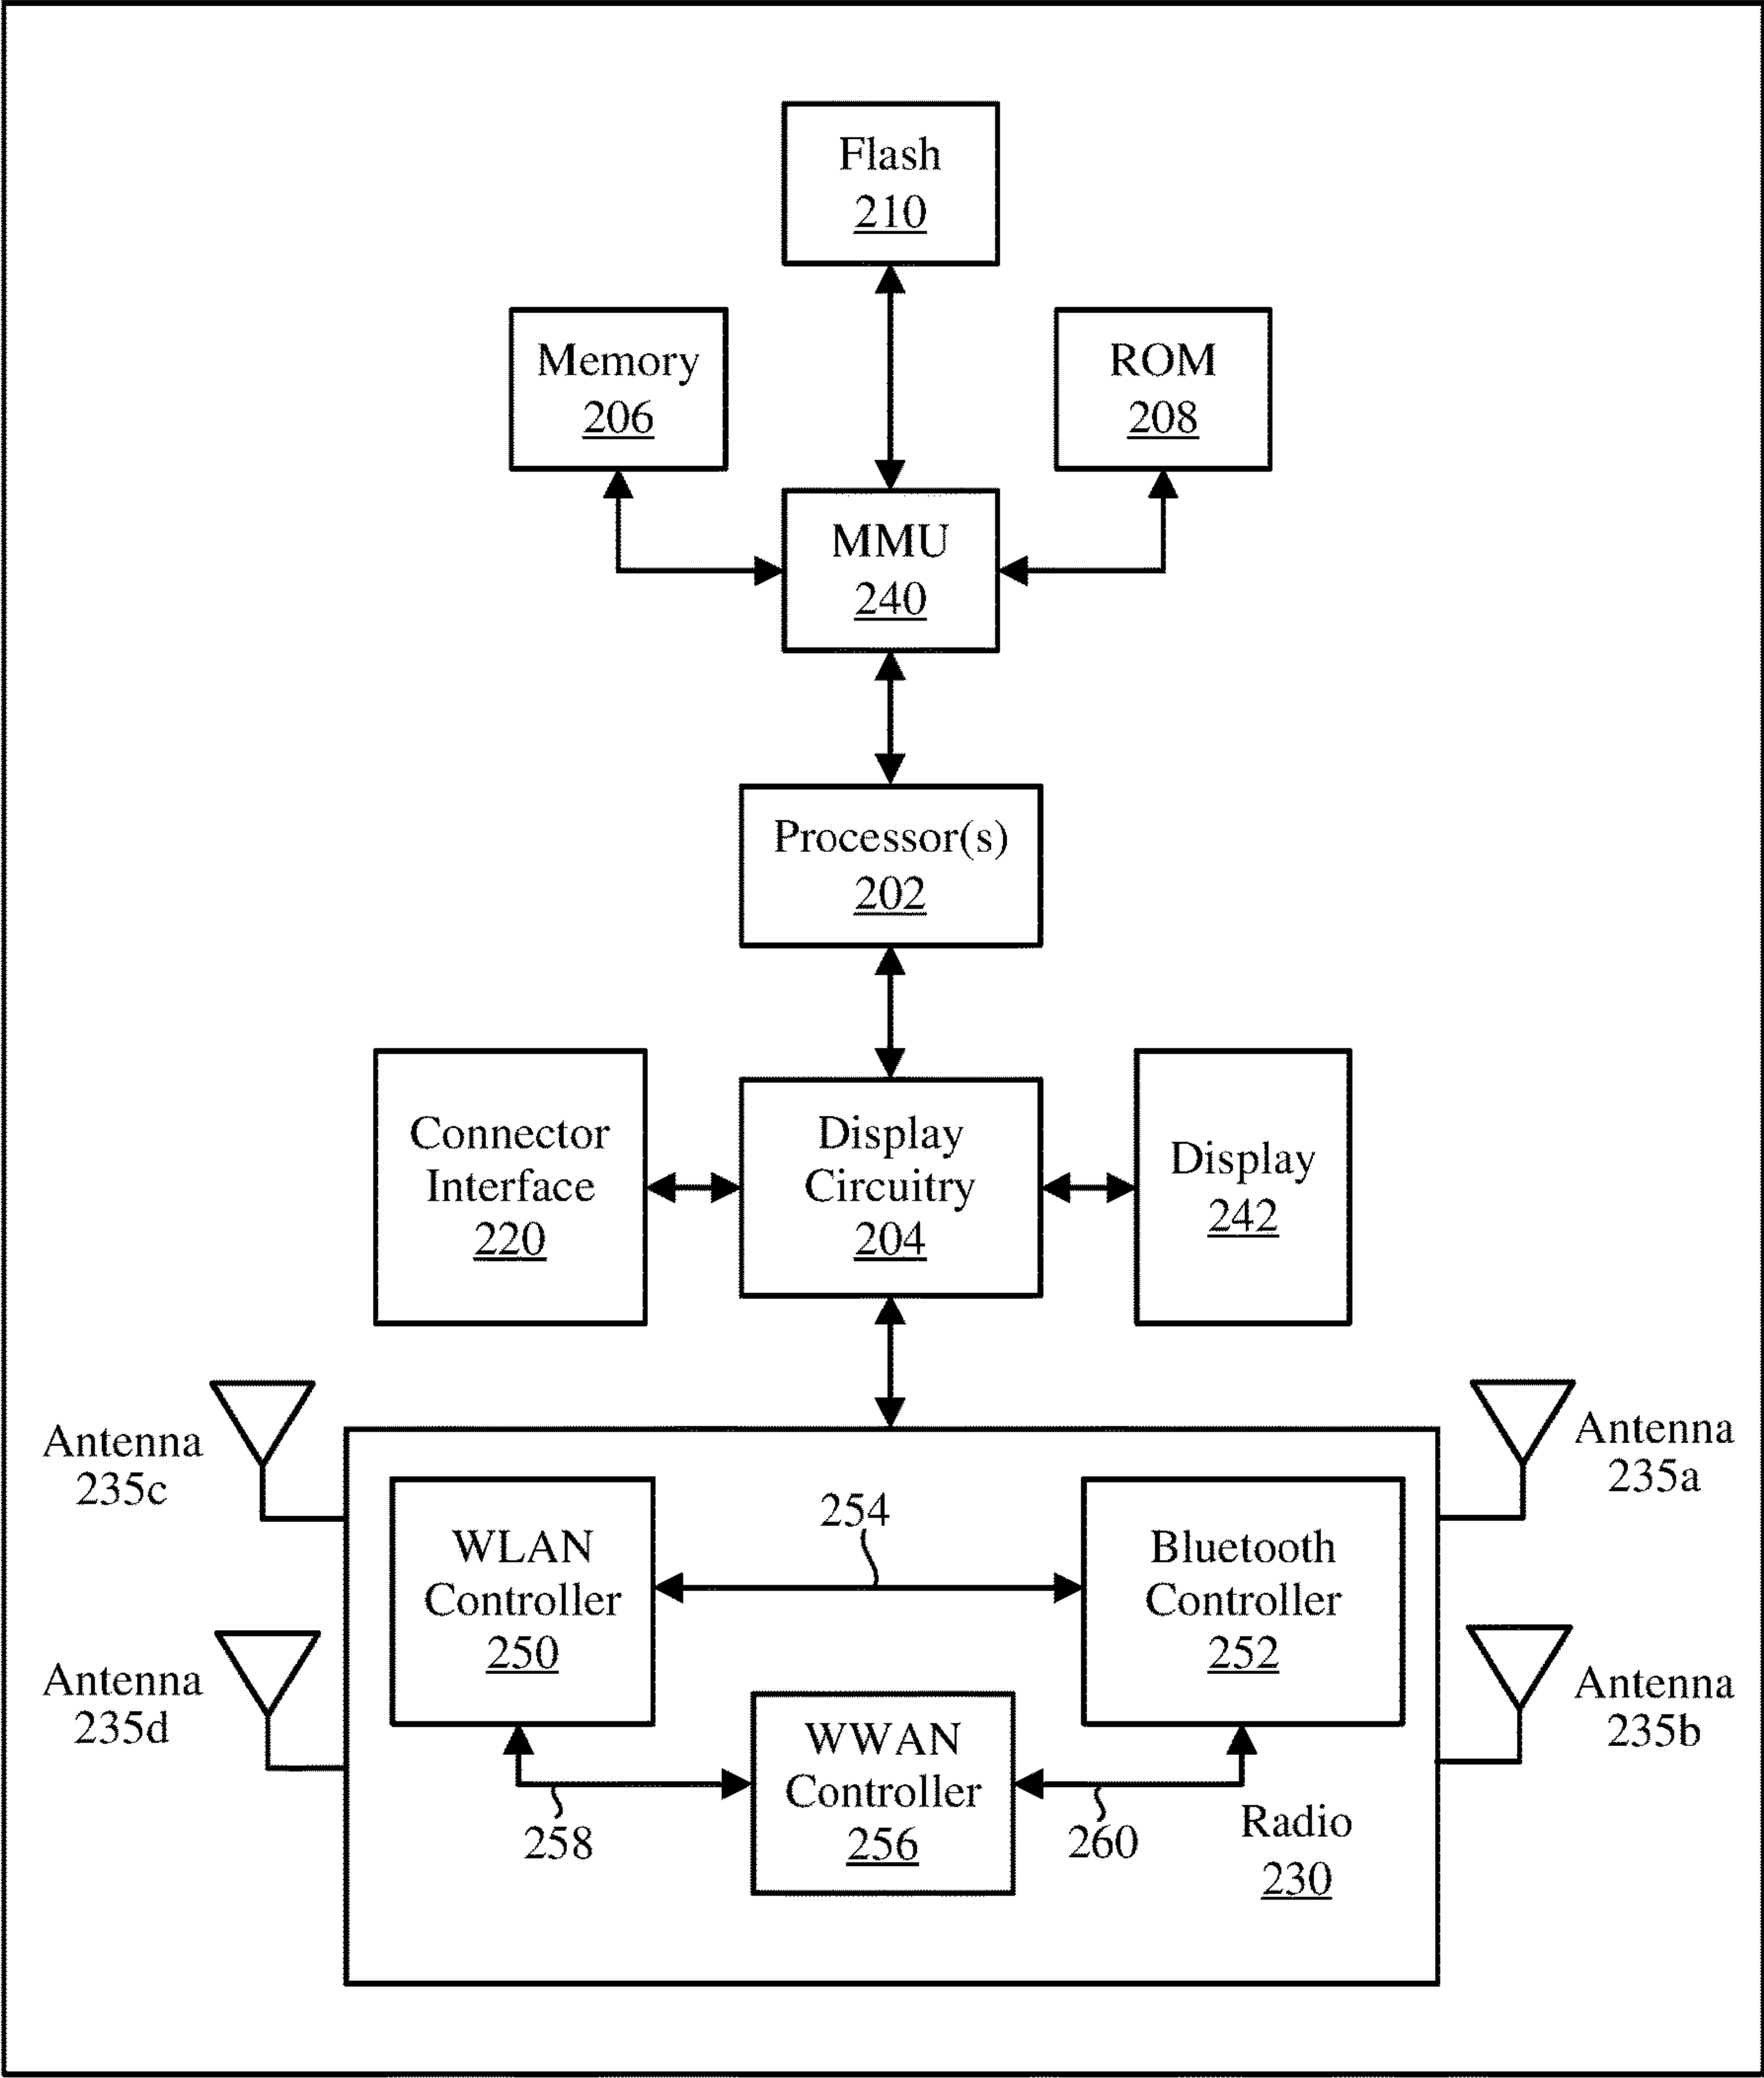 Flash
210
Memory
206
ROM
208
MMU
240
Processor(s)
202
Connector
Interface
220
Display
Circuitry
204
Display
242
Antenna
235c
Antenna
235a
WLAN
Controller
250
254
Bluetooth
Controller
252
Antenna
235d
Antenna
235b
WWAN
Controller
256
258
260
Radio
230